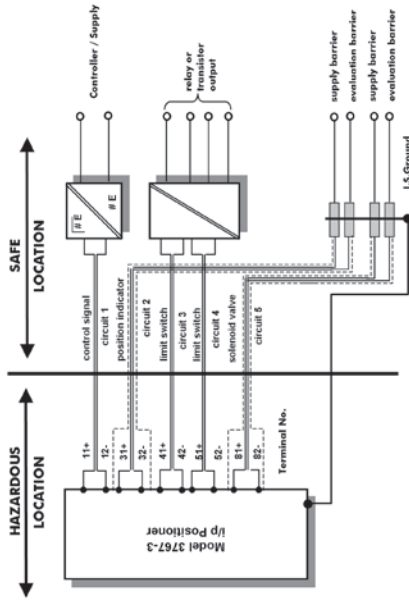 HAZARDOUS
LOCATION
SAFE
LOCATION
Model 3767-3
i/p Positioner
11+
12-
31+
32-
41+
42-
51+
52-
81+
82-
Terminal No.
control signal
circuit 1
position indicator
circuit 2
limit switch
circuit 3
limit switch
circuit 4
solenoid valve
circuit 5
#E
#E
Controller / Supply
relay or
transistor
output
supply barrier
evaluation barrier
supply barrier
evaluation barrier
I.S Ground